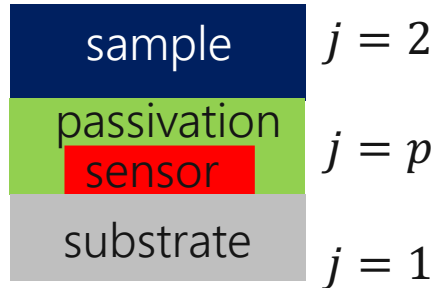 sample
j = 2
passivation
j = p
sensor
substrate
j = 1